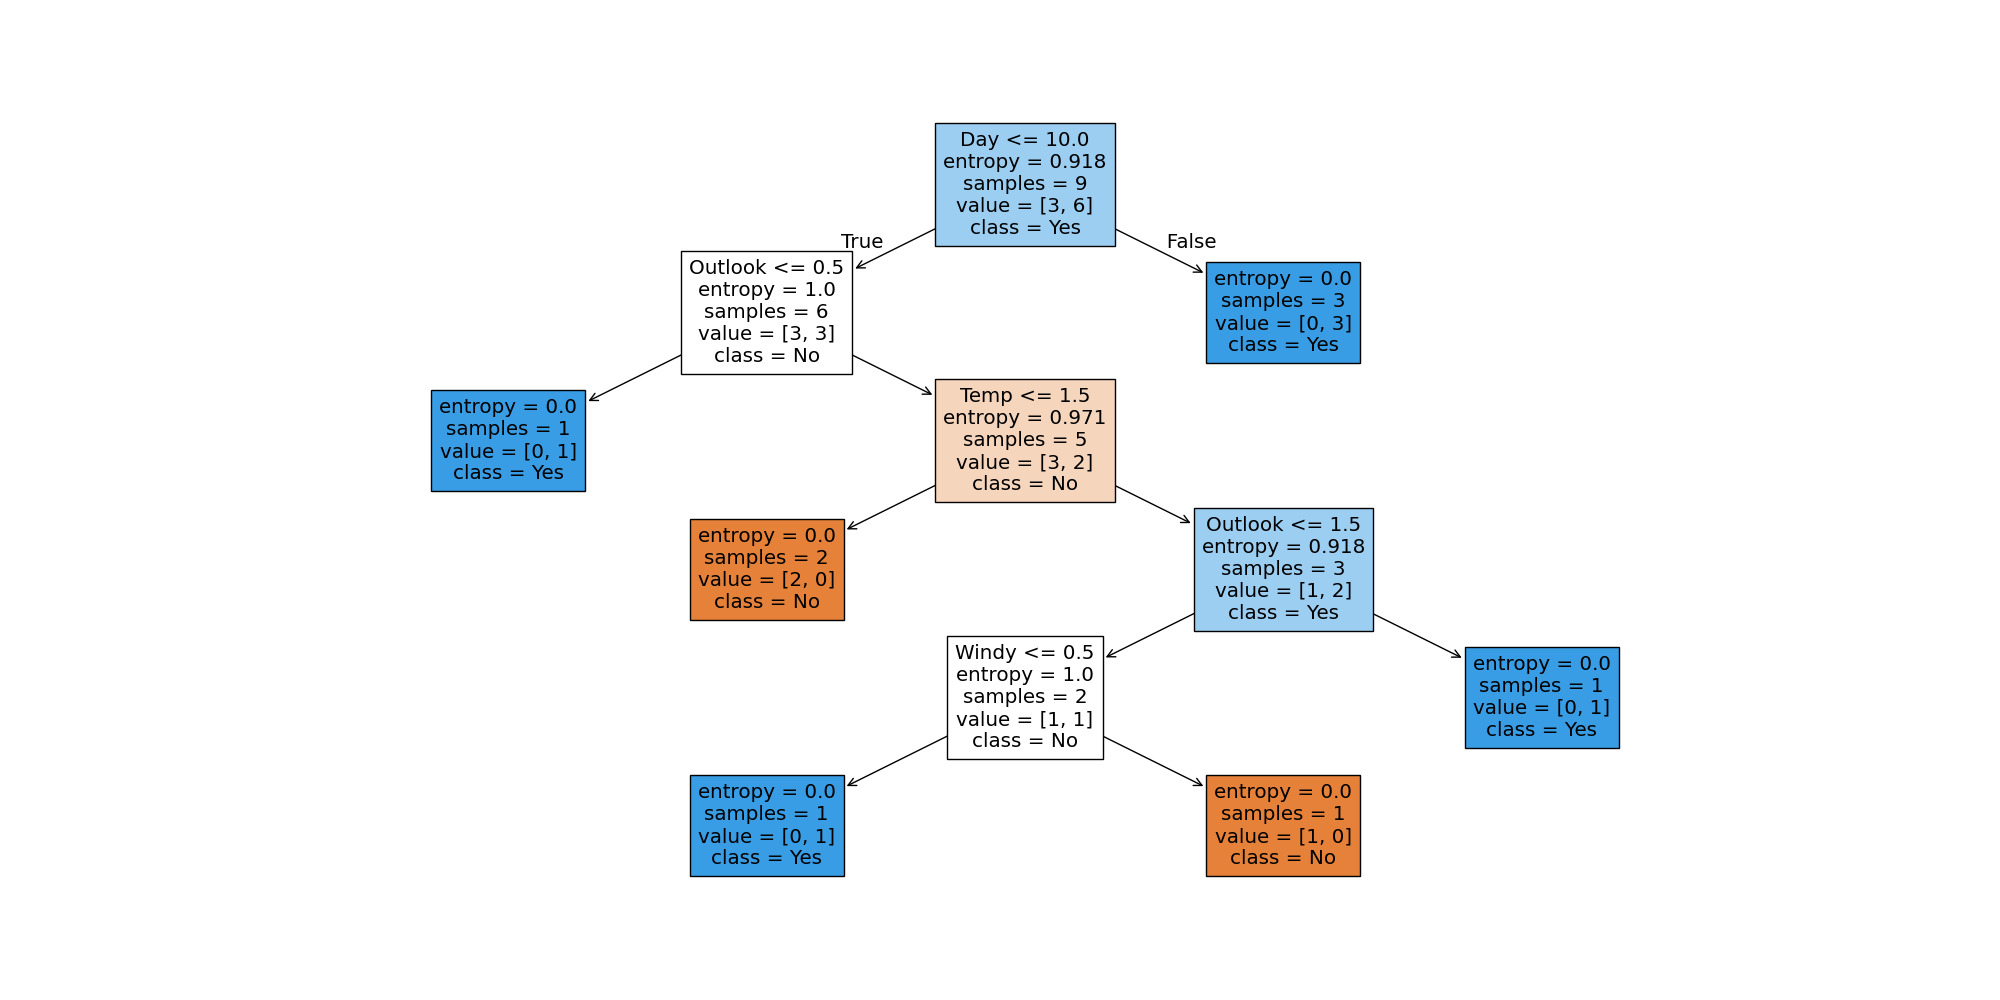 Day <= 10.0
entropy = 0.918
samples = 9
value = [3, 6]
class = Yes
True
False
Outlook <= 0.5
entropy = 1.0
samples = 6
value = [3, 3]
class = No
entropy = 0.0
samples = 3
value = [0, 3]
class = Yes
entropy = 0.0
samples = 1
value = [0, 1]
class = Yes
Temp <= 1.5
entropy = 0.971
samples = 5
value = [3, 2]
class = No
entropy = 0.0
samples = 2
value = [2, 0]
class = No
Outlook <= 1.5
entropy = 0.918
samples = 3
value = [1, 2]
class = Yes
Windy <= 0.5
entropy = 1.0
samples = 2
value = [1, 1]
class = No
entropy = 0.0
samples = 1
value = [0, 1]
class = Yes
entropy = 0.0
samples = 1
value = [0, 1]
class = Yes
entropy = 0.0
samples = 1
value = [1, 0]
class = No